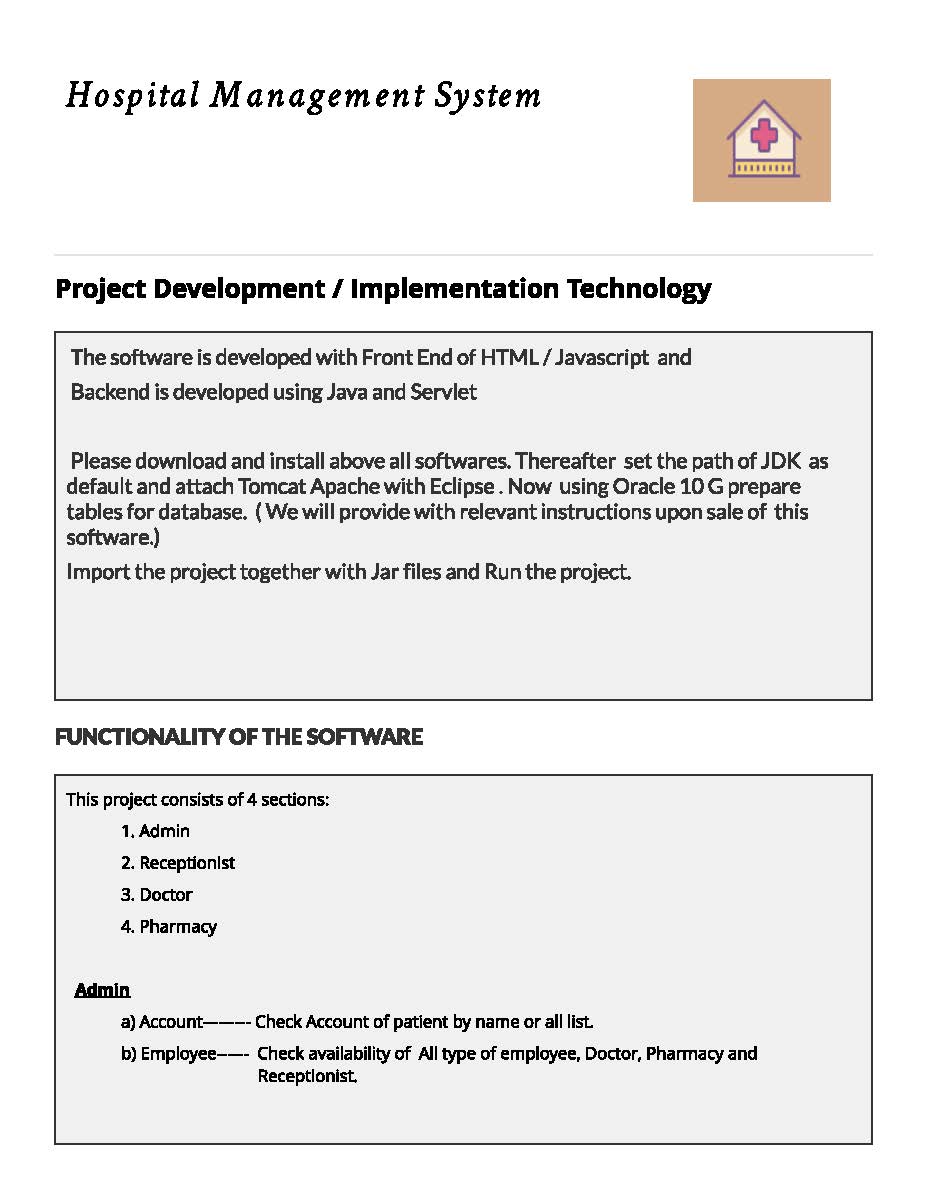 Hospital Management System
Project Development / Implementation Technology
The software is developed with Front End of HTML / Javascript and
Backend is developed using Java and Servlet
Please download and install above all softwares. Thereafter set the path of JDK as
default and attach Tomcat Apache with Eclipse . Now using Oracle 10 G prepare
tables for database. ( We will provide with relevant instructions upon sale of this
software.)
Import the project together with Jar files and Run the project.
FUNCTIONALITY OF THE SOFTWARE
This project consists of 4 sections:
1. Admin
2. Receptionist
3. Doctor
4. Pharmacy
Admin
a) Account--------- Check Account of patient by name or all list.
b) Employee------ Check availability of All type of employee, Doctor, Pharmacy and
Receptionist.